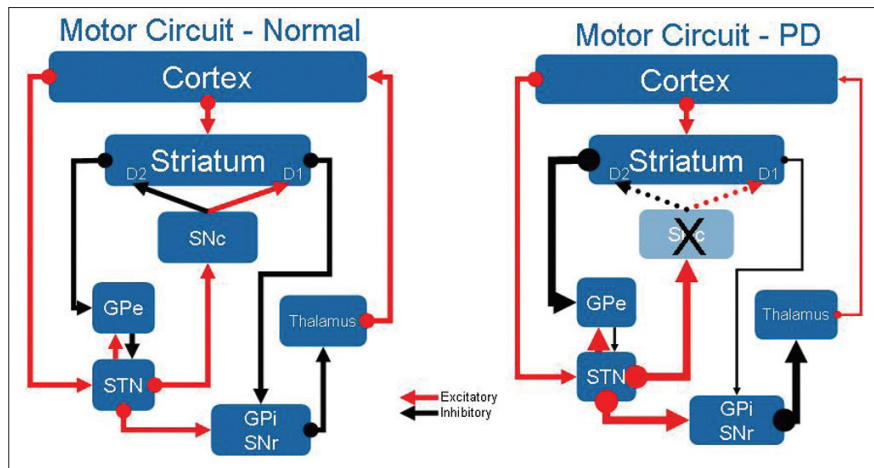 Motor Circuit - Normal
Cortex
Striatum
D2
D1
SNc
GPe
Thalamus
STN
GPi
SNr
Excitatory
Inhibitory
Motor Circuit - PD
Cortex
Striatum
D2
D1
X
GPe
Thalamus
STN
GPi
SNr